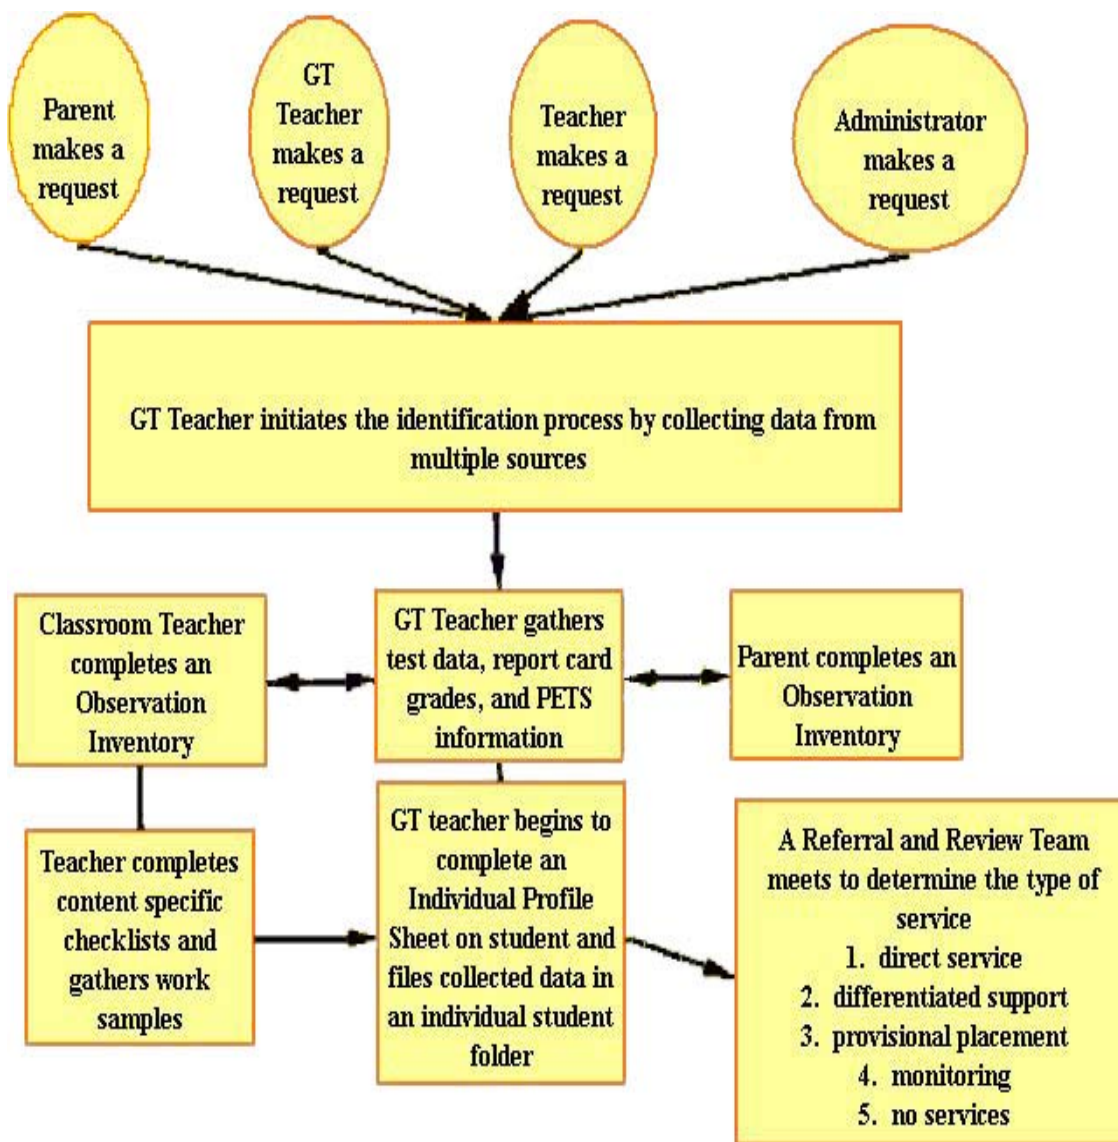 Parent
makes a
request
GT
Teacher
makes a
request
Teacher
makes a
request
Administrator
makes a
request
GT Teacher initiates the identification process by collecting data from
multiple sources
Classroom Teacher
completes an
Observation
Inventory
GT Teacher gathers
test data, report card
grades, and PETS
information
Parent completes an
Observation
Inventory
Teacher completes
content specific
checklists and
gathers work
samples
GT teacher begins to
complete an
Individual Profile
Sheet on student and
files collected data in
an individual student
folder
A Referral and Review Team
meets to determine the type of
service
1. direct service
2. differentiated support
3. provisional placement
4. monitoring
5. no services